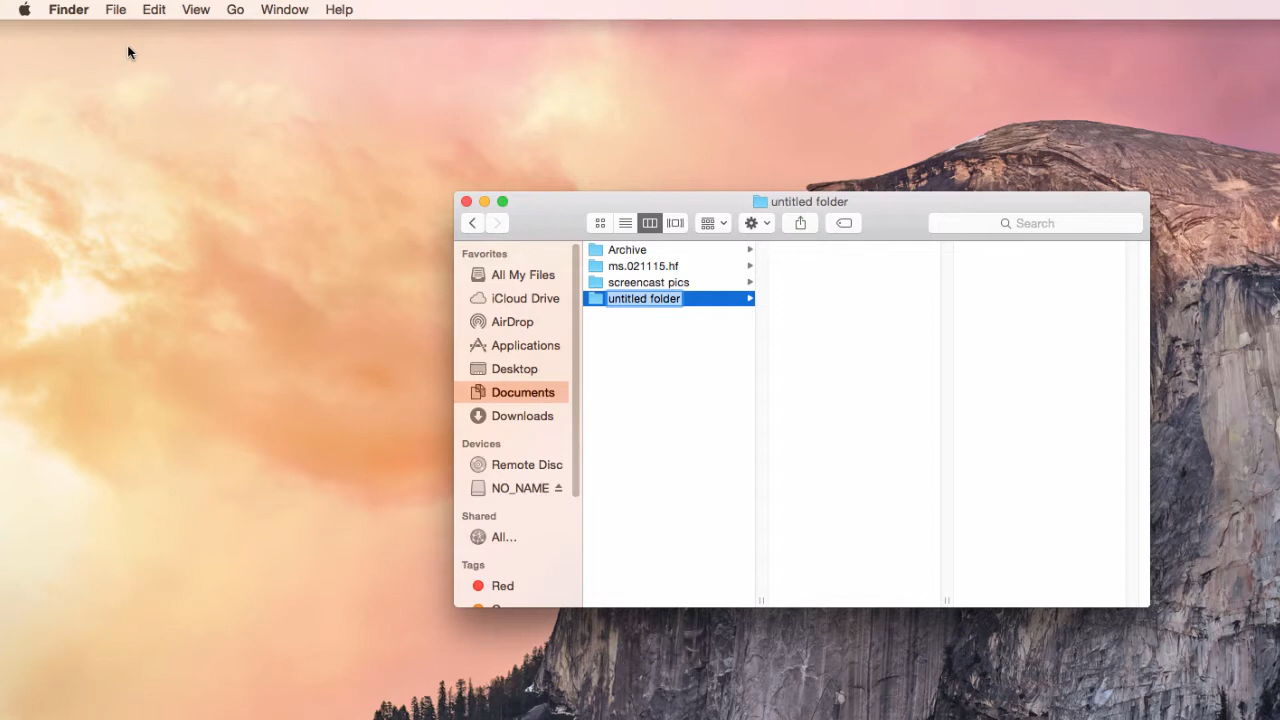 Finder File Edit View Go Window Help
untitled folder
Search
Favorites
All My Files
iCloud Drive
AirDrop
Applications
Desktop
Documents
Downloads
Devices
Remote Disc
NO_NAME
Shared
All...
Tags
Red
Archive
ms.021115.hf
screencast pics
untitled folder